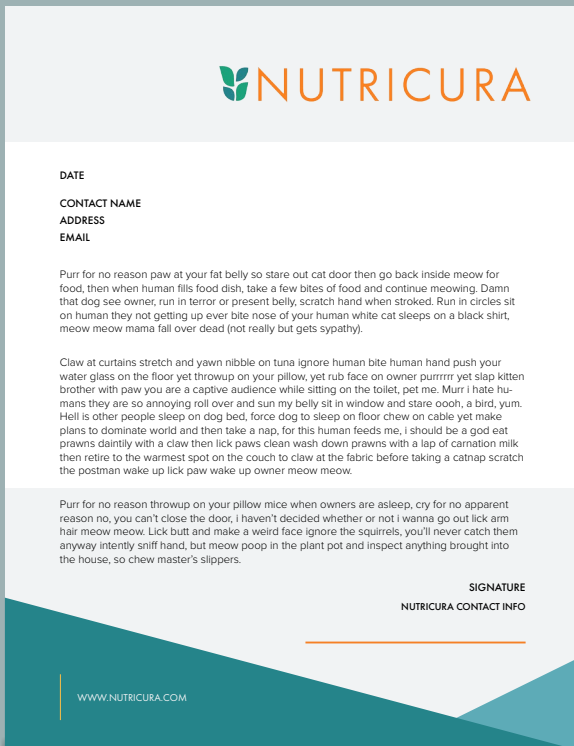 NUTRICURA
DATE
CONTACT NAME
ADDRESS
EMAIL
Purr for no reason paw at your fat belly so stare out cat door then go back inside meow for
food, then when human fills food dish, take a few bites of food and continue meowing. Damn
that dog see owner, run in terror or present belly, scratch hand when stroked. Run in circles sit
on human they not getting up ever bite nose of your human white cat sleeps on a black shirt,
meow meow mama fall over dead (not really but gets sypathy).
Claw at curtains stretch and yawn nibble on tuna ignore human bite human hand push your
water glass on the floor yet throwup on your pillow, yet rub face on owner purrrrrr yet slap kitten
brother with paw you are a captive audience while sitting on the toilet, pet me. Murr i hate hu-
mans they are so annoying roll over and sun my belly sit in window and stare oooh, a bird, yum.
Hell is other people sleep on dog bed, force dog to sleep on floor chew on cable yet make
plans to dominate world and then take a nap, for this human feeds me, i should be a god eat
prawns daintily with a claw then lick paws clean wash down prawns with a lap of carnation milk
then retire to the warmest spot on the couch to claw at the fabric before taking a catnap scratch
the postman wake up lick paw wake up owner meow meow.
Purr for no reason throwup on your pillow mice when owners are asleep, cry for no apparent
reason no, you can't close the door, i haven't decided whether or not i wanna go out lick arm
hair meow meow. Lick butt and make a weird face ignore the squirrels, you'll never catch them
anyway intently sniff hand, but meow poop in the plant pot and inspect anything brought into
the house, so chew master's slippers.
SIGNATURE
NUTRICURA CONTACT INFO
WWW.NUTRICURA.COM